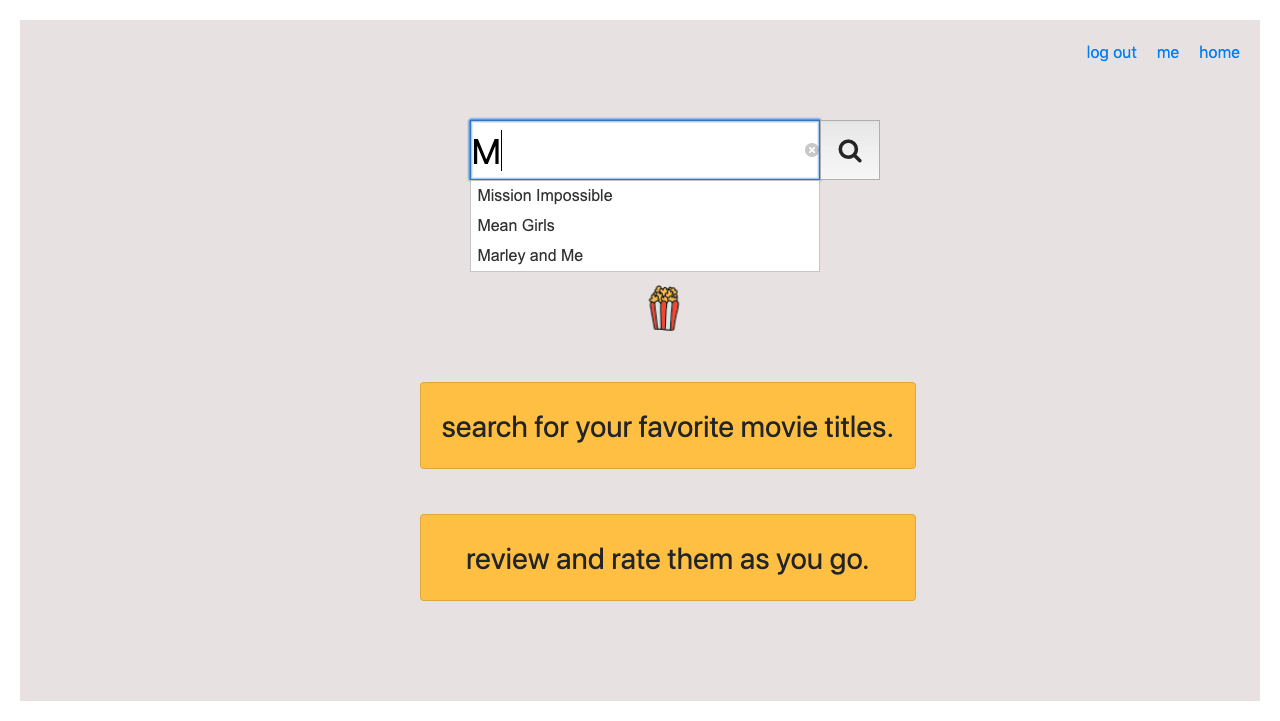 log out me home
M
Mission Impossible
Mean Girls
Marley and Me
search for your favorite movie titles.
review and rate them as you go.